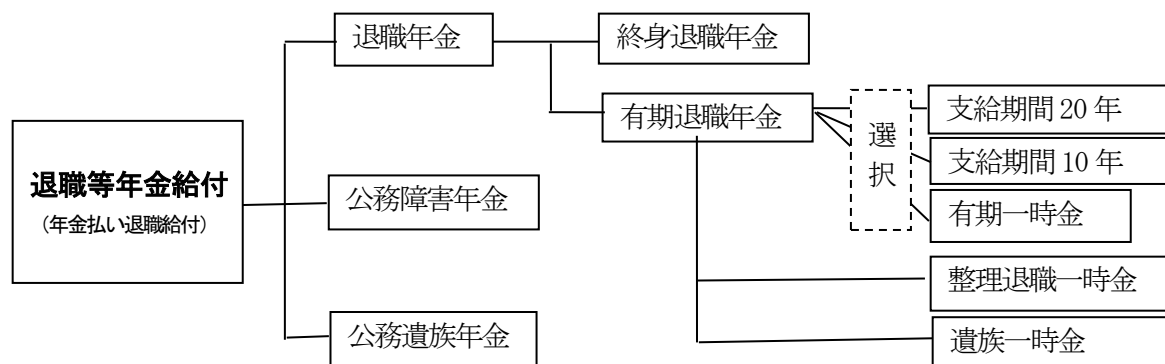 退職等年金給付
（年金払い退職給付）
退職年金
終身退職年金
有期退職年金
選択
支給期間 20 年
支給期間 10 年
有期一時金
公務障害年金
整理退職一時金
公務遺族年金
遺族一時金